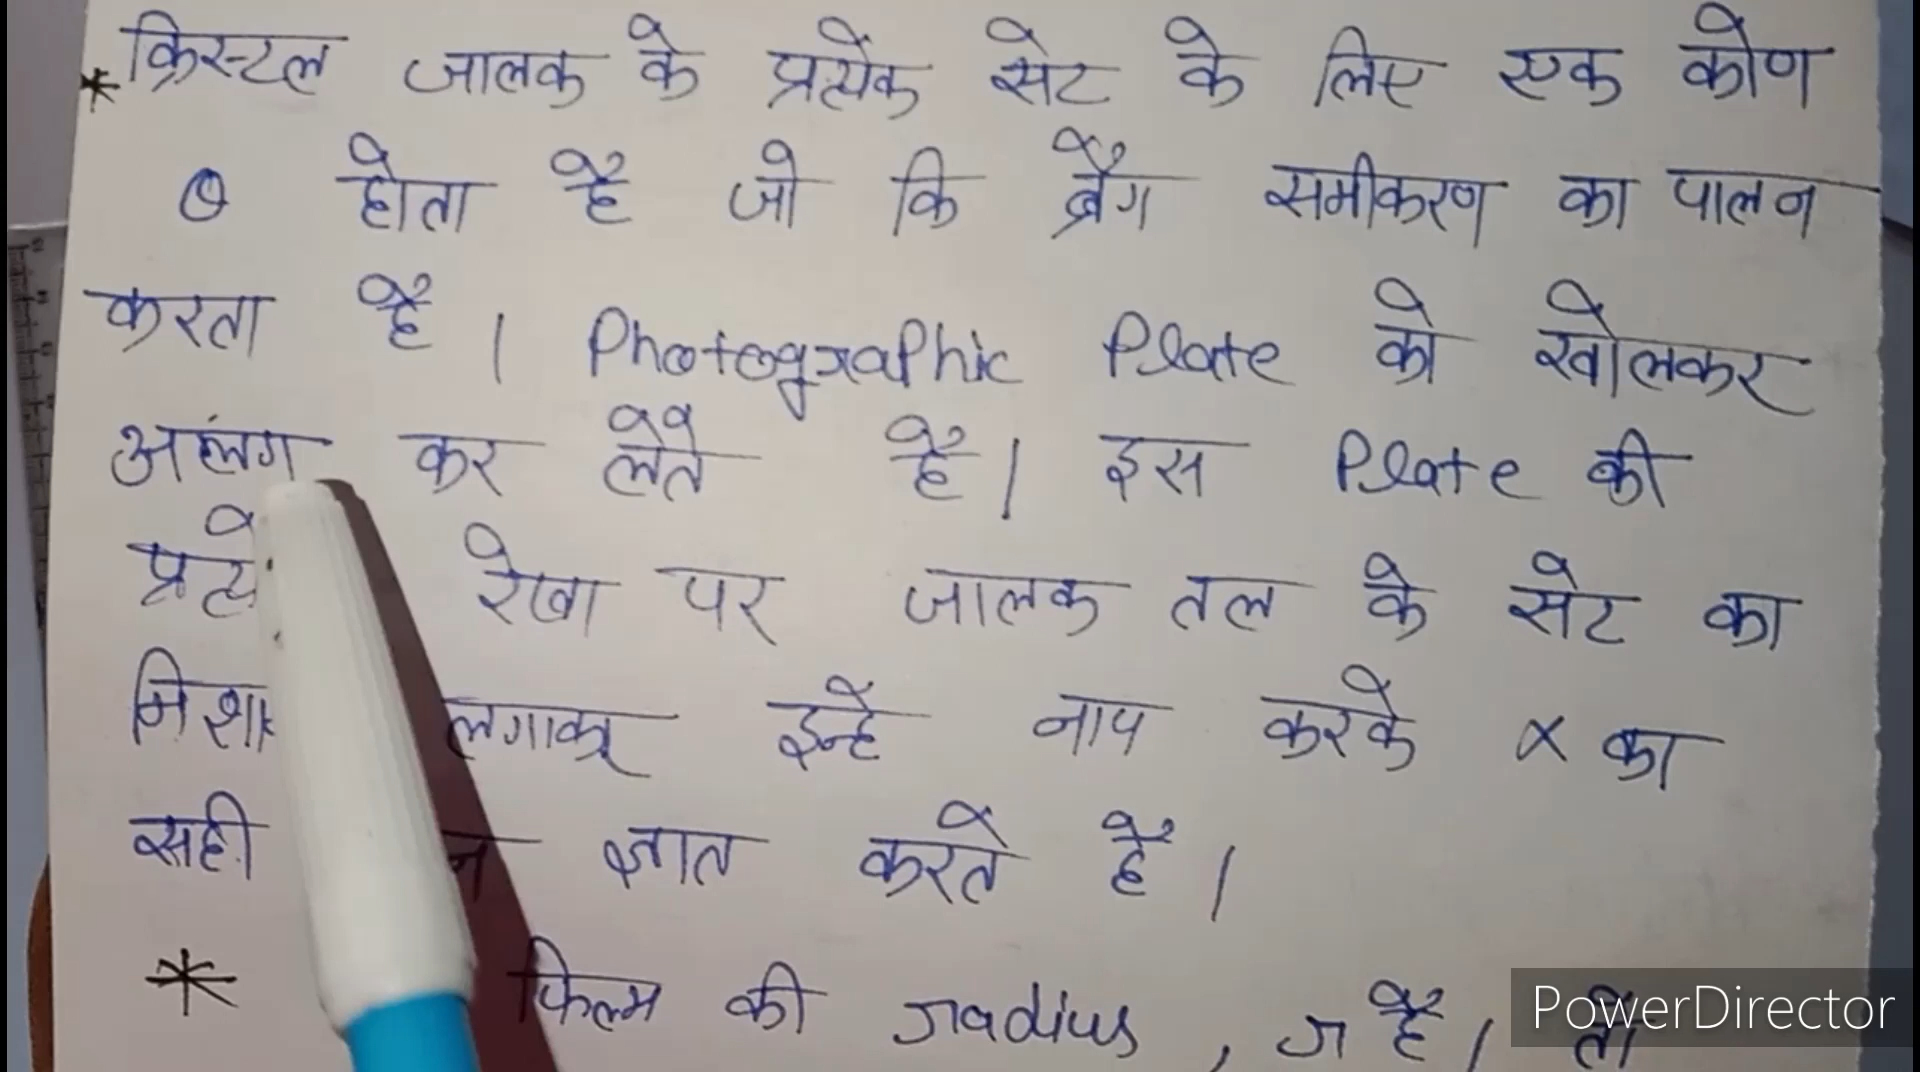 * क्रिस्टल जालक के प्रत्येक सेट के लिए एक कोण
θ होता है जो कि ब्रैग समीकरण का पालन
करता है । Photographic Plate को खोलकर
अलग कर लेते है । इस Plate की
रेखा पर जालक तल के सेट का
लगाकर इन्हे नाप करके α का
सही ज्ञात करते है ।
* फिल्म की radius , r है । तो
PowerDirector